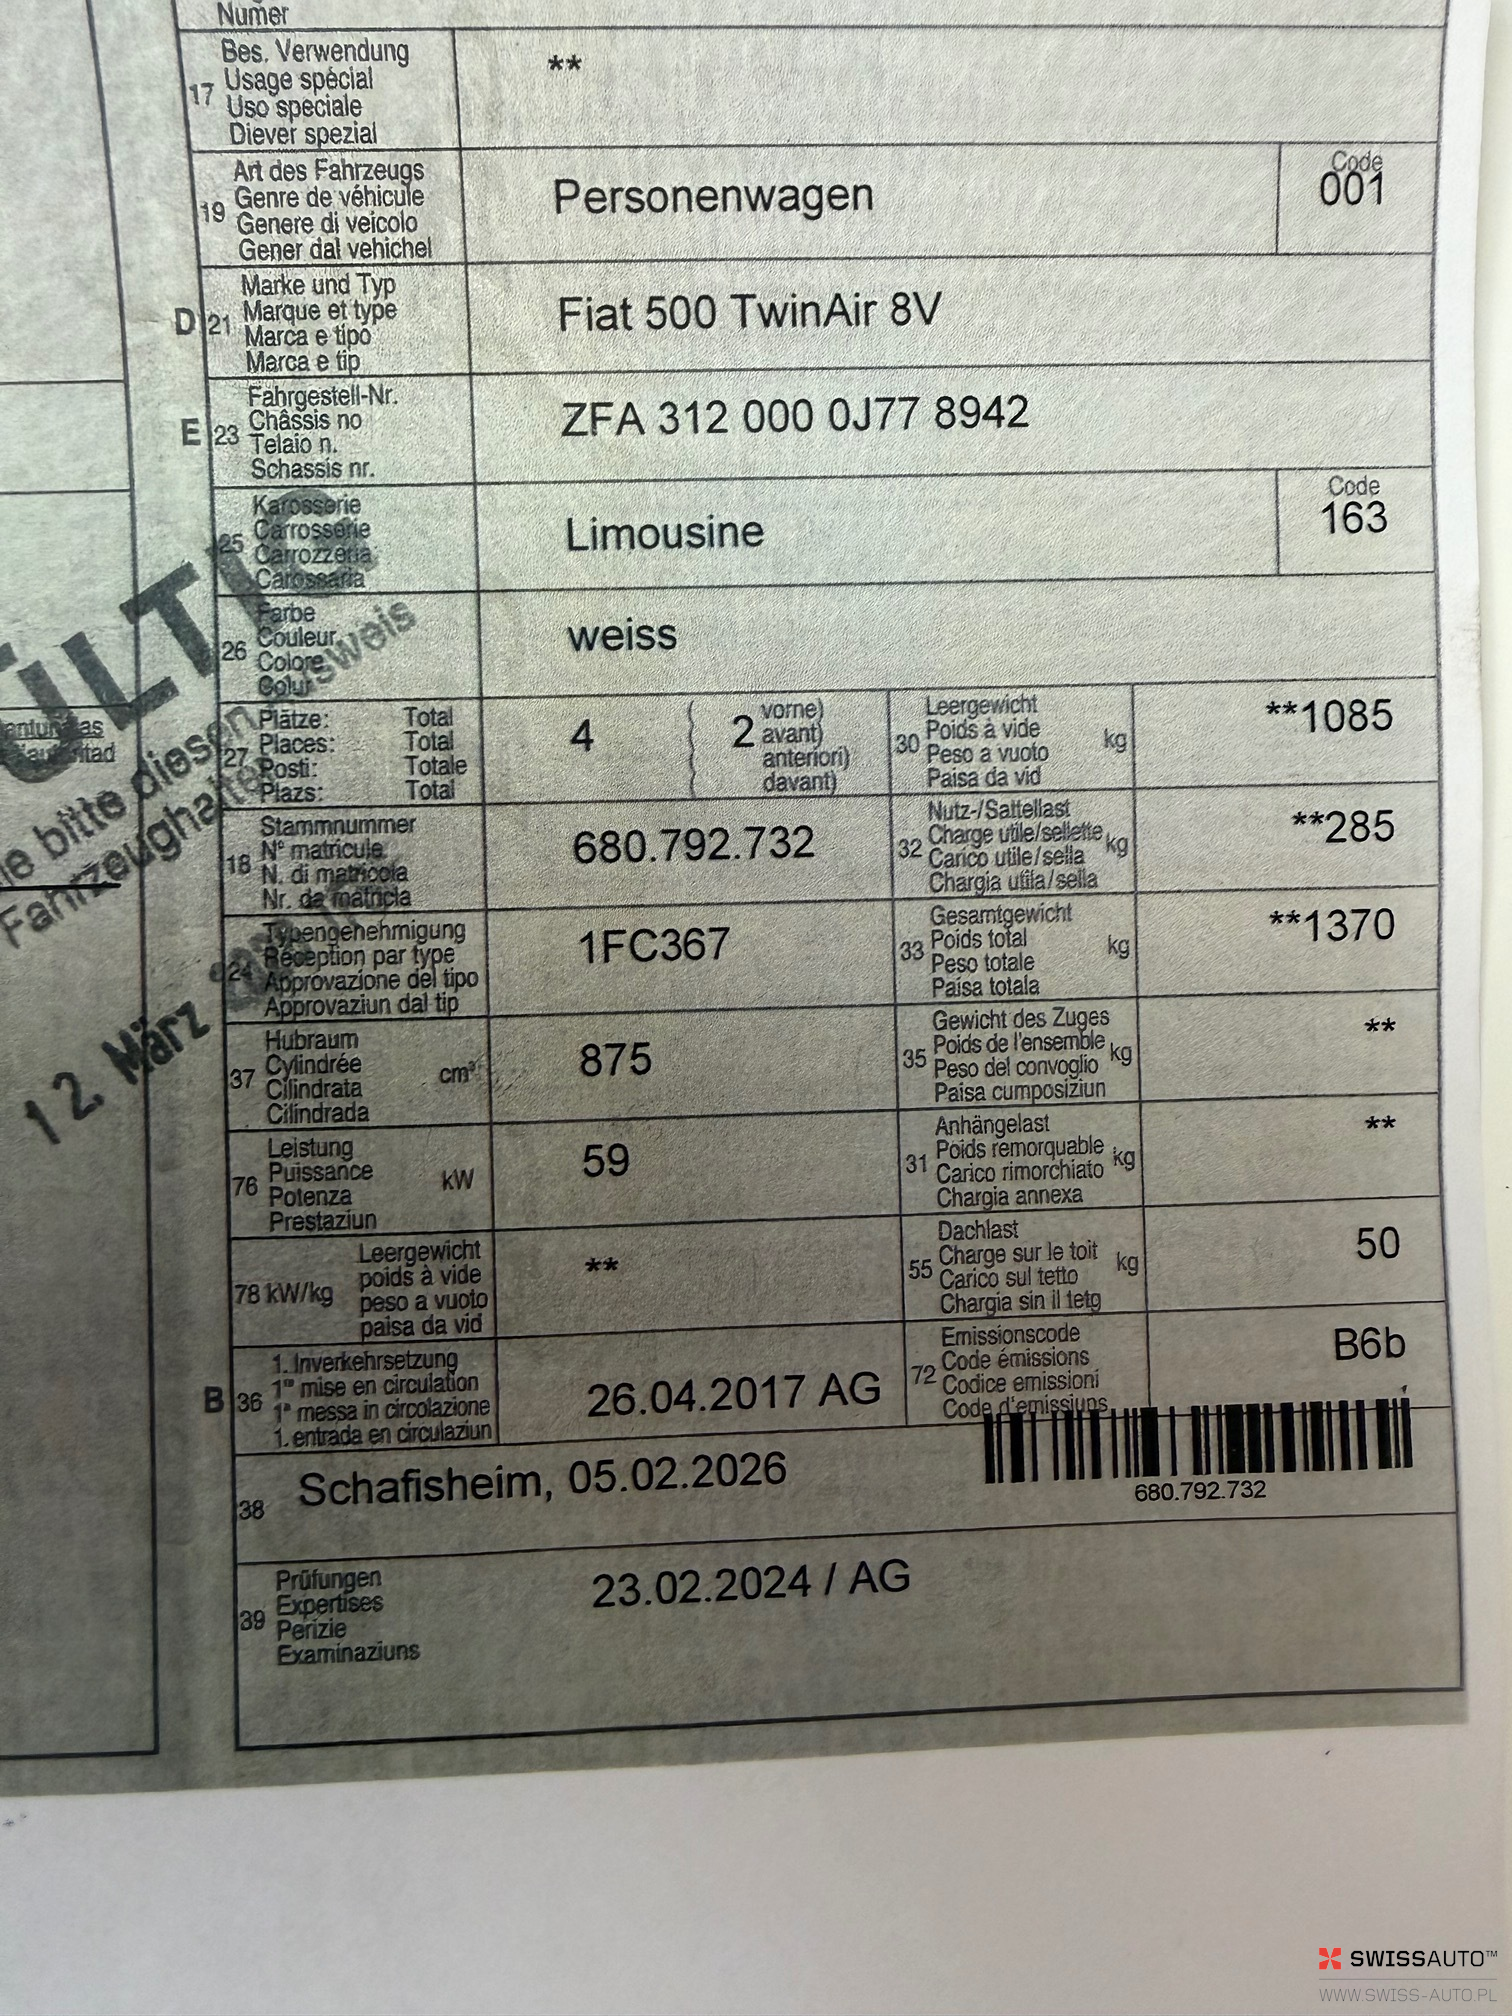 Numer
17 Bes. Verwendung
Usage spécial
Uso speciale
Diever spezial
**
19 Art des Fahrzeugs
Genre de véhicule
Genere di veicolo
Gener dal vehichel
Personenwagen
Code
001
D 21 Marke und Typ
Marque et type
Marca e tipo
Marca e tip
Fiat 500 TwinAir 8V
E 23 Fahrgestell-Nr.
Châssis no
Telaio n.
Schassis nr.
ZFA 312 000 0J77 8942
25 Karosserie
Carrosserie
Carrozzeria
Carossaria
Limousine
Code
163
26 Farbe
Couleur
Colore
Colur
weiss
27 Plätze: Total
Places: Total
Posti: Totale
Plazs: Total
4 ( 2 vorne)
avant)
anteriori)
davant)
30 Leergewicht
Poids à vide
Peso a vuoto
Paisa da vid
kg
**1085
18 Stammnummer
N° matricule
N. di matricola
Nr. da matricla
680.792.732
32 Nutz-/Sattellast
Charge utile/sellette
Carico utile/sella
Chargia utila/sella
kg
**285
24 Typengenehmigung
Réception par type
Approvazione del tipo
Approvaziun dal tip
1FC367
33 Gesamtgewicht
Poids total
Peso totale
Paisa totala
kg
**1370
37 Hubraum
Cylindrée
Cilindrata
Cilindrada
cm³
875
35 Gewicht des Zuges
Poids de l'ensemble
Peso del convoglio
Paisa cumposiziun
kg
**
76 Leistung
Puissance
Potenza
Prestaziun
kW
59
31 Anhängelast
Poids remorquable
Carico rimorchiato
Chargia annexa
kg
**
78 kW/kg Leergewicht
poids à vide
peso a vuoto
paisa da vid
**
55 Dachlast
Charge sur le toit
Carico sul tetto
Chargia sin il tetg
kg
50
B 36 1. Inverkehrsetzung
1re mise en circulation
1a messa in circolazione
1. entrada en circulaziun
26.04.2017 AG
72 Emissionscode
Code émissions
Codice emissioni
Code d'emissiuns
B6b
38 Schafisheim, 05.02.2026
680.792.732
39 Prüfungen
Expertises
Perizie
Examinaziuns
23.02.2024 / AG
ÜLTIG
bitte diesen Ausweis
Fahrzeughalter
12. März
SWISSAUTO™
WWW.SWISS-AUTO.PL